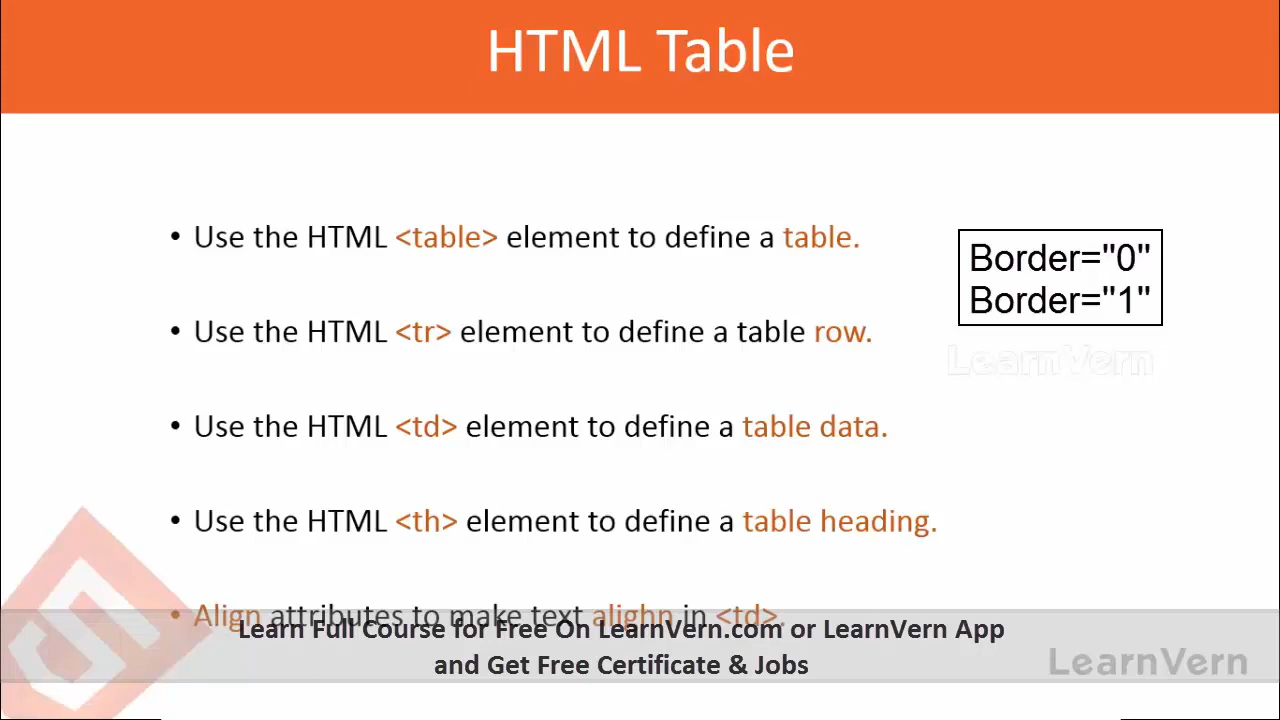 HTML Table
• Use the HTML <table> element to define a table.
Border="0"
Border="1"
LearnVern
• Use the HTML <tr> element to define a table row.
• Use the HTML <td> element to define a table data.
• Use the HTML <th> element to define a table heading.
• Align attributes to make text alighn in <td>.
Learn Full Course for Free On LearnVern.com or LearnVern App
and Get Free Certificate & Jobs
LearnVern